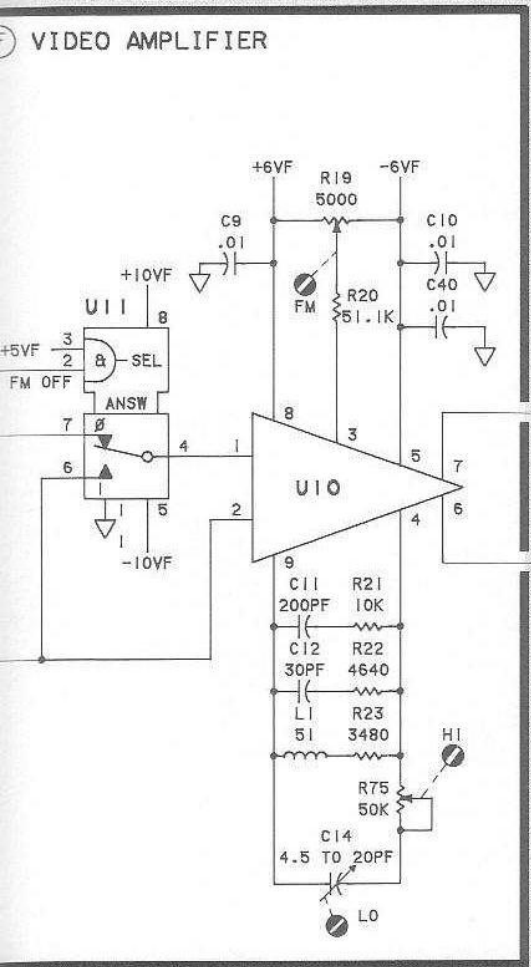 F VIDEO AMPLIFIER
+6VF -6VF
R19
5000
C9
.01
C10
.01
C40
.01
+10VF
FM
R20
51.1K
U11
8
+5VF 3
2
FM OFF
& SEL
ANSW
7 Ø
4
6
1
5
-10VF
1
2
8
3
5
7
6
4
9
U10
C11 R21
200PF 10K
C12 R22
30PF 4640
L1 R23
51 3480
HI
R75
50K
C14
4.5 TO 20PF
LO